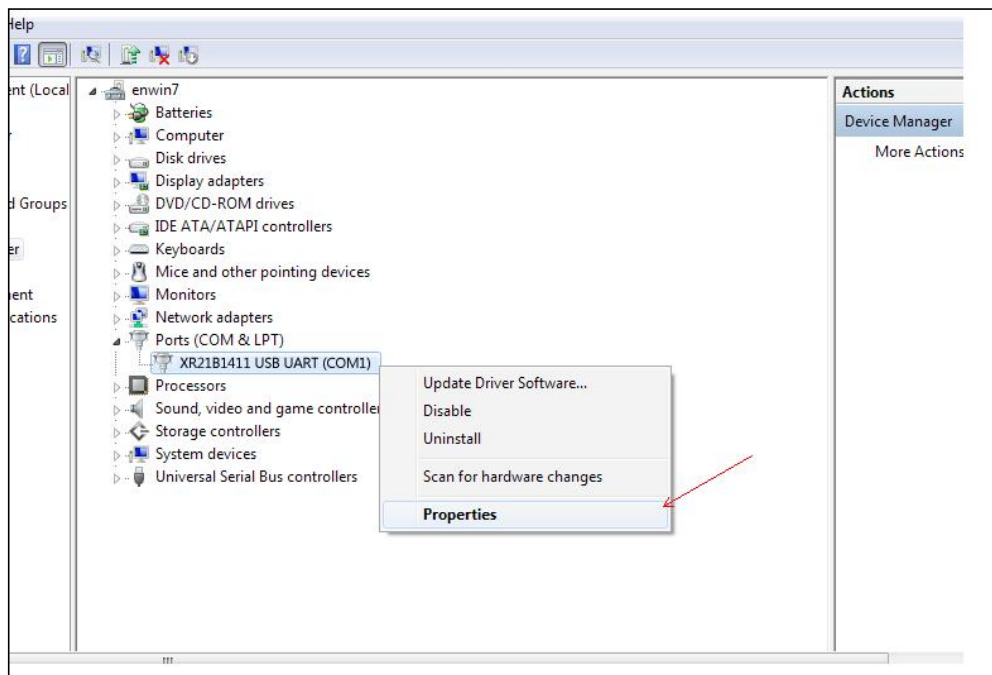 Help
ent (Local
d Groups
er
ent
cations
enwin7
Batteries
Computer
Disk drives
Display adapters
DVD/CD-ROM drives
IDE ATA/ATAPI controllers
Keyboards
Mice and other pointing devices
Monitors
Network adapters
Ports (COM & LPT)
XR21B1411 USB UART (COM1)
Processors
Sound, video and game controller
Storage controllers
System devices
Universal Serial Bus controllers
Update Driver Software...
Disable
Uninstall
Scan for hardware changes
Properties
Actions
Device Manager
More Actions